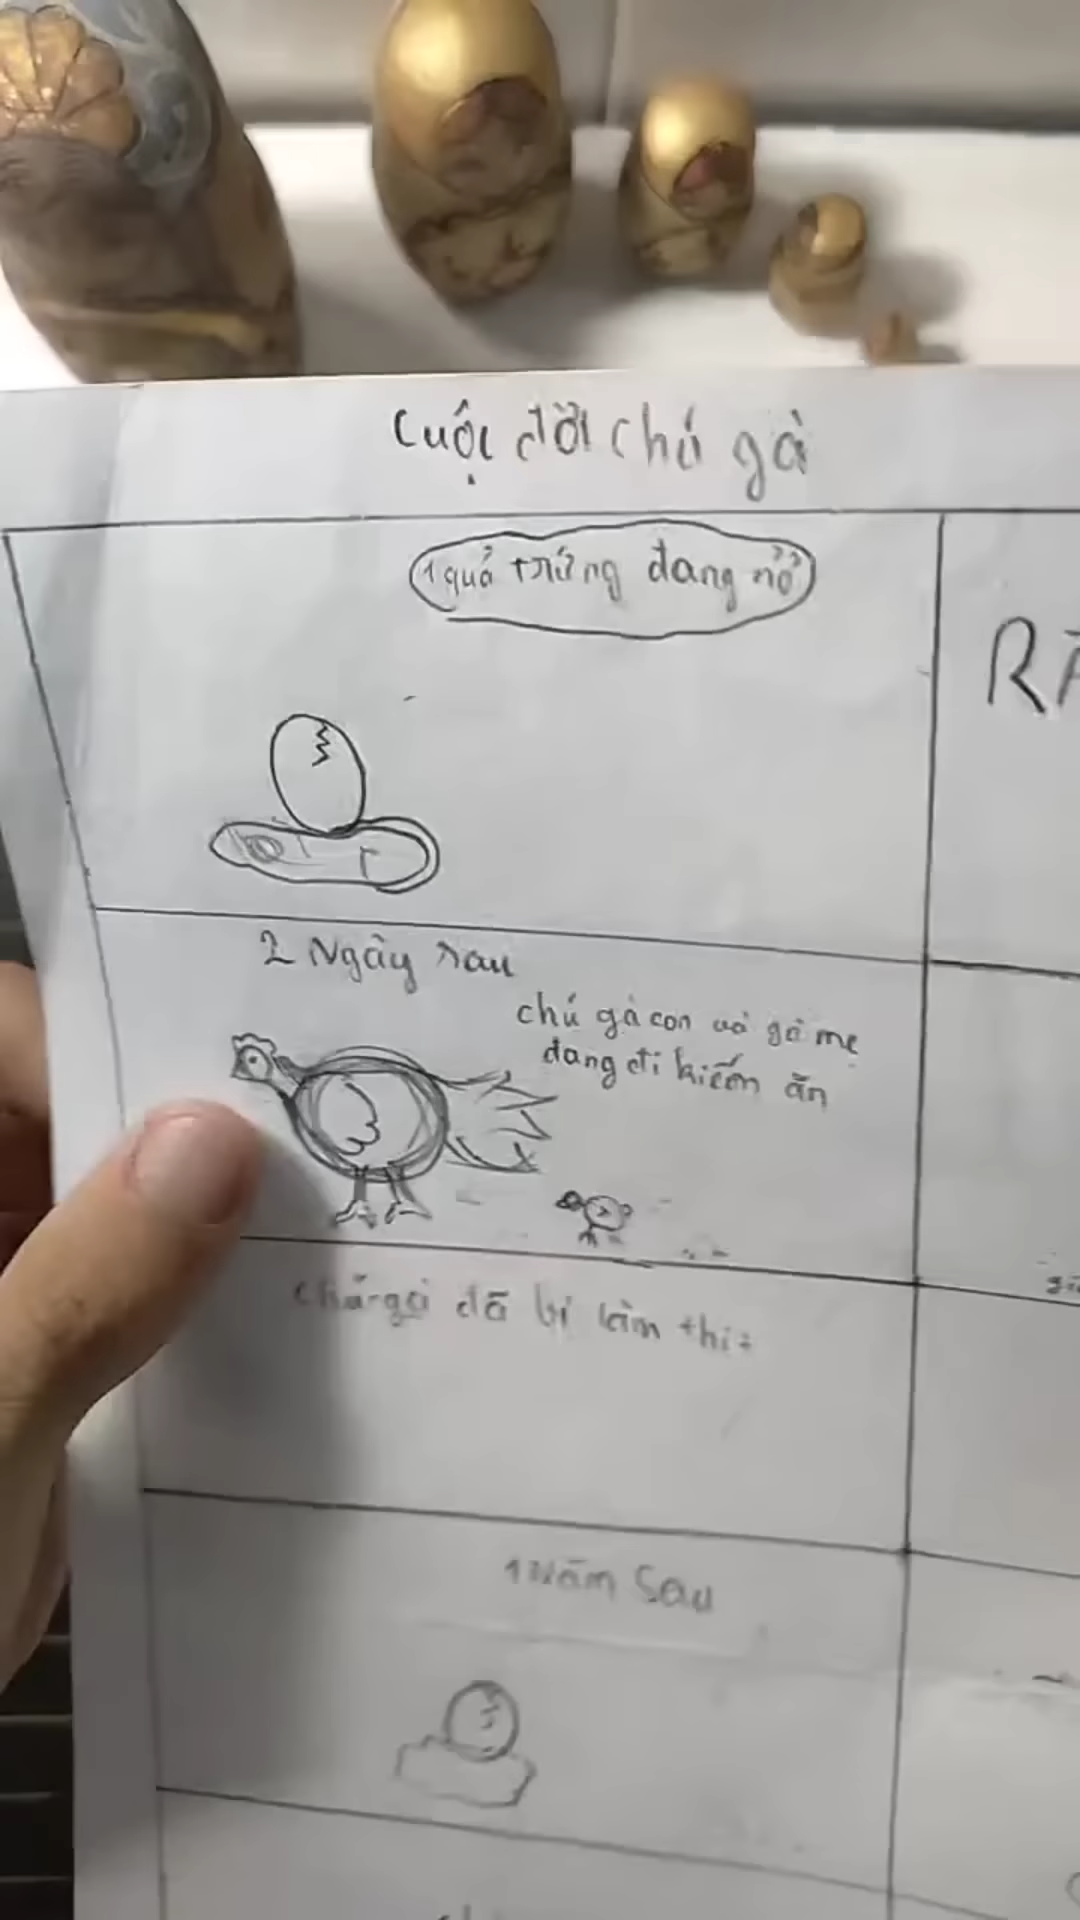 Cuộc đời chú gà
1 quả trứng đang nở
RĂ
2 Ngày sau
chú gà con và gà mẹ
đang đi kiếm ăn
chú gà đã bị làm thịt
1 Năm sau